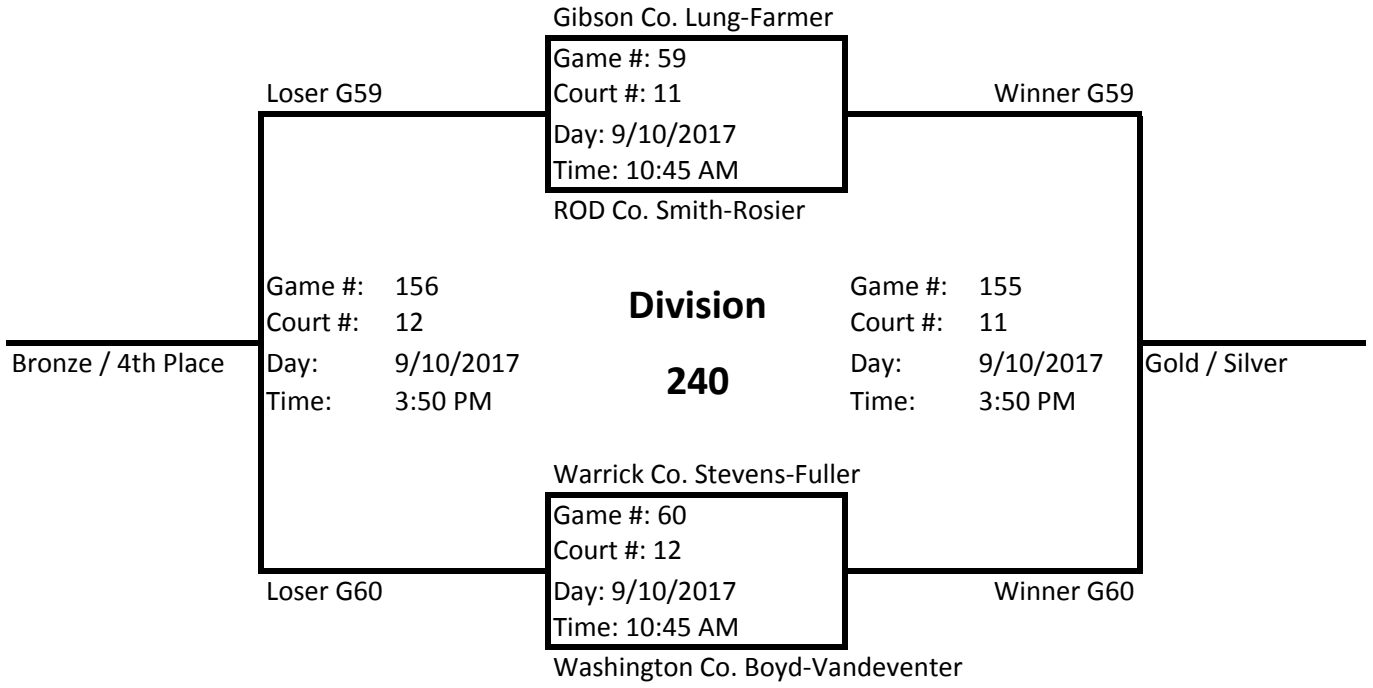 Gibson Co. Lung-Farmer
Game #: 59
Loser G59 Court #: 11 Winner G59
Day: 9/10/2017
Time: 10:45 AM
ROD Co. Smith-Rosier
Game #: 156 Game #: 155
Division
Court #: 12 Court #: 11
Bronze / 4th Place Day: 9/10/2017 Day: 9/10/2017 Gold / Silver
240
Time: 3:50 PM Time: 3:50 PM
Warrick Co. Stevens-Fuller
Game #: 60
Court #: 12
Loser G60 Day: 9/10/2017 Winner G60
Time: 10:45 AM
Washington Co. Boyd-Vandeventer